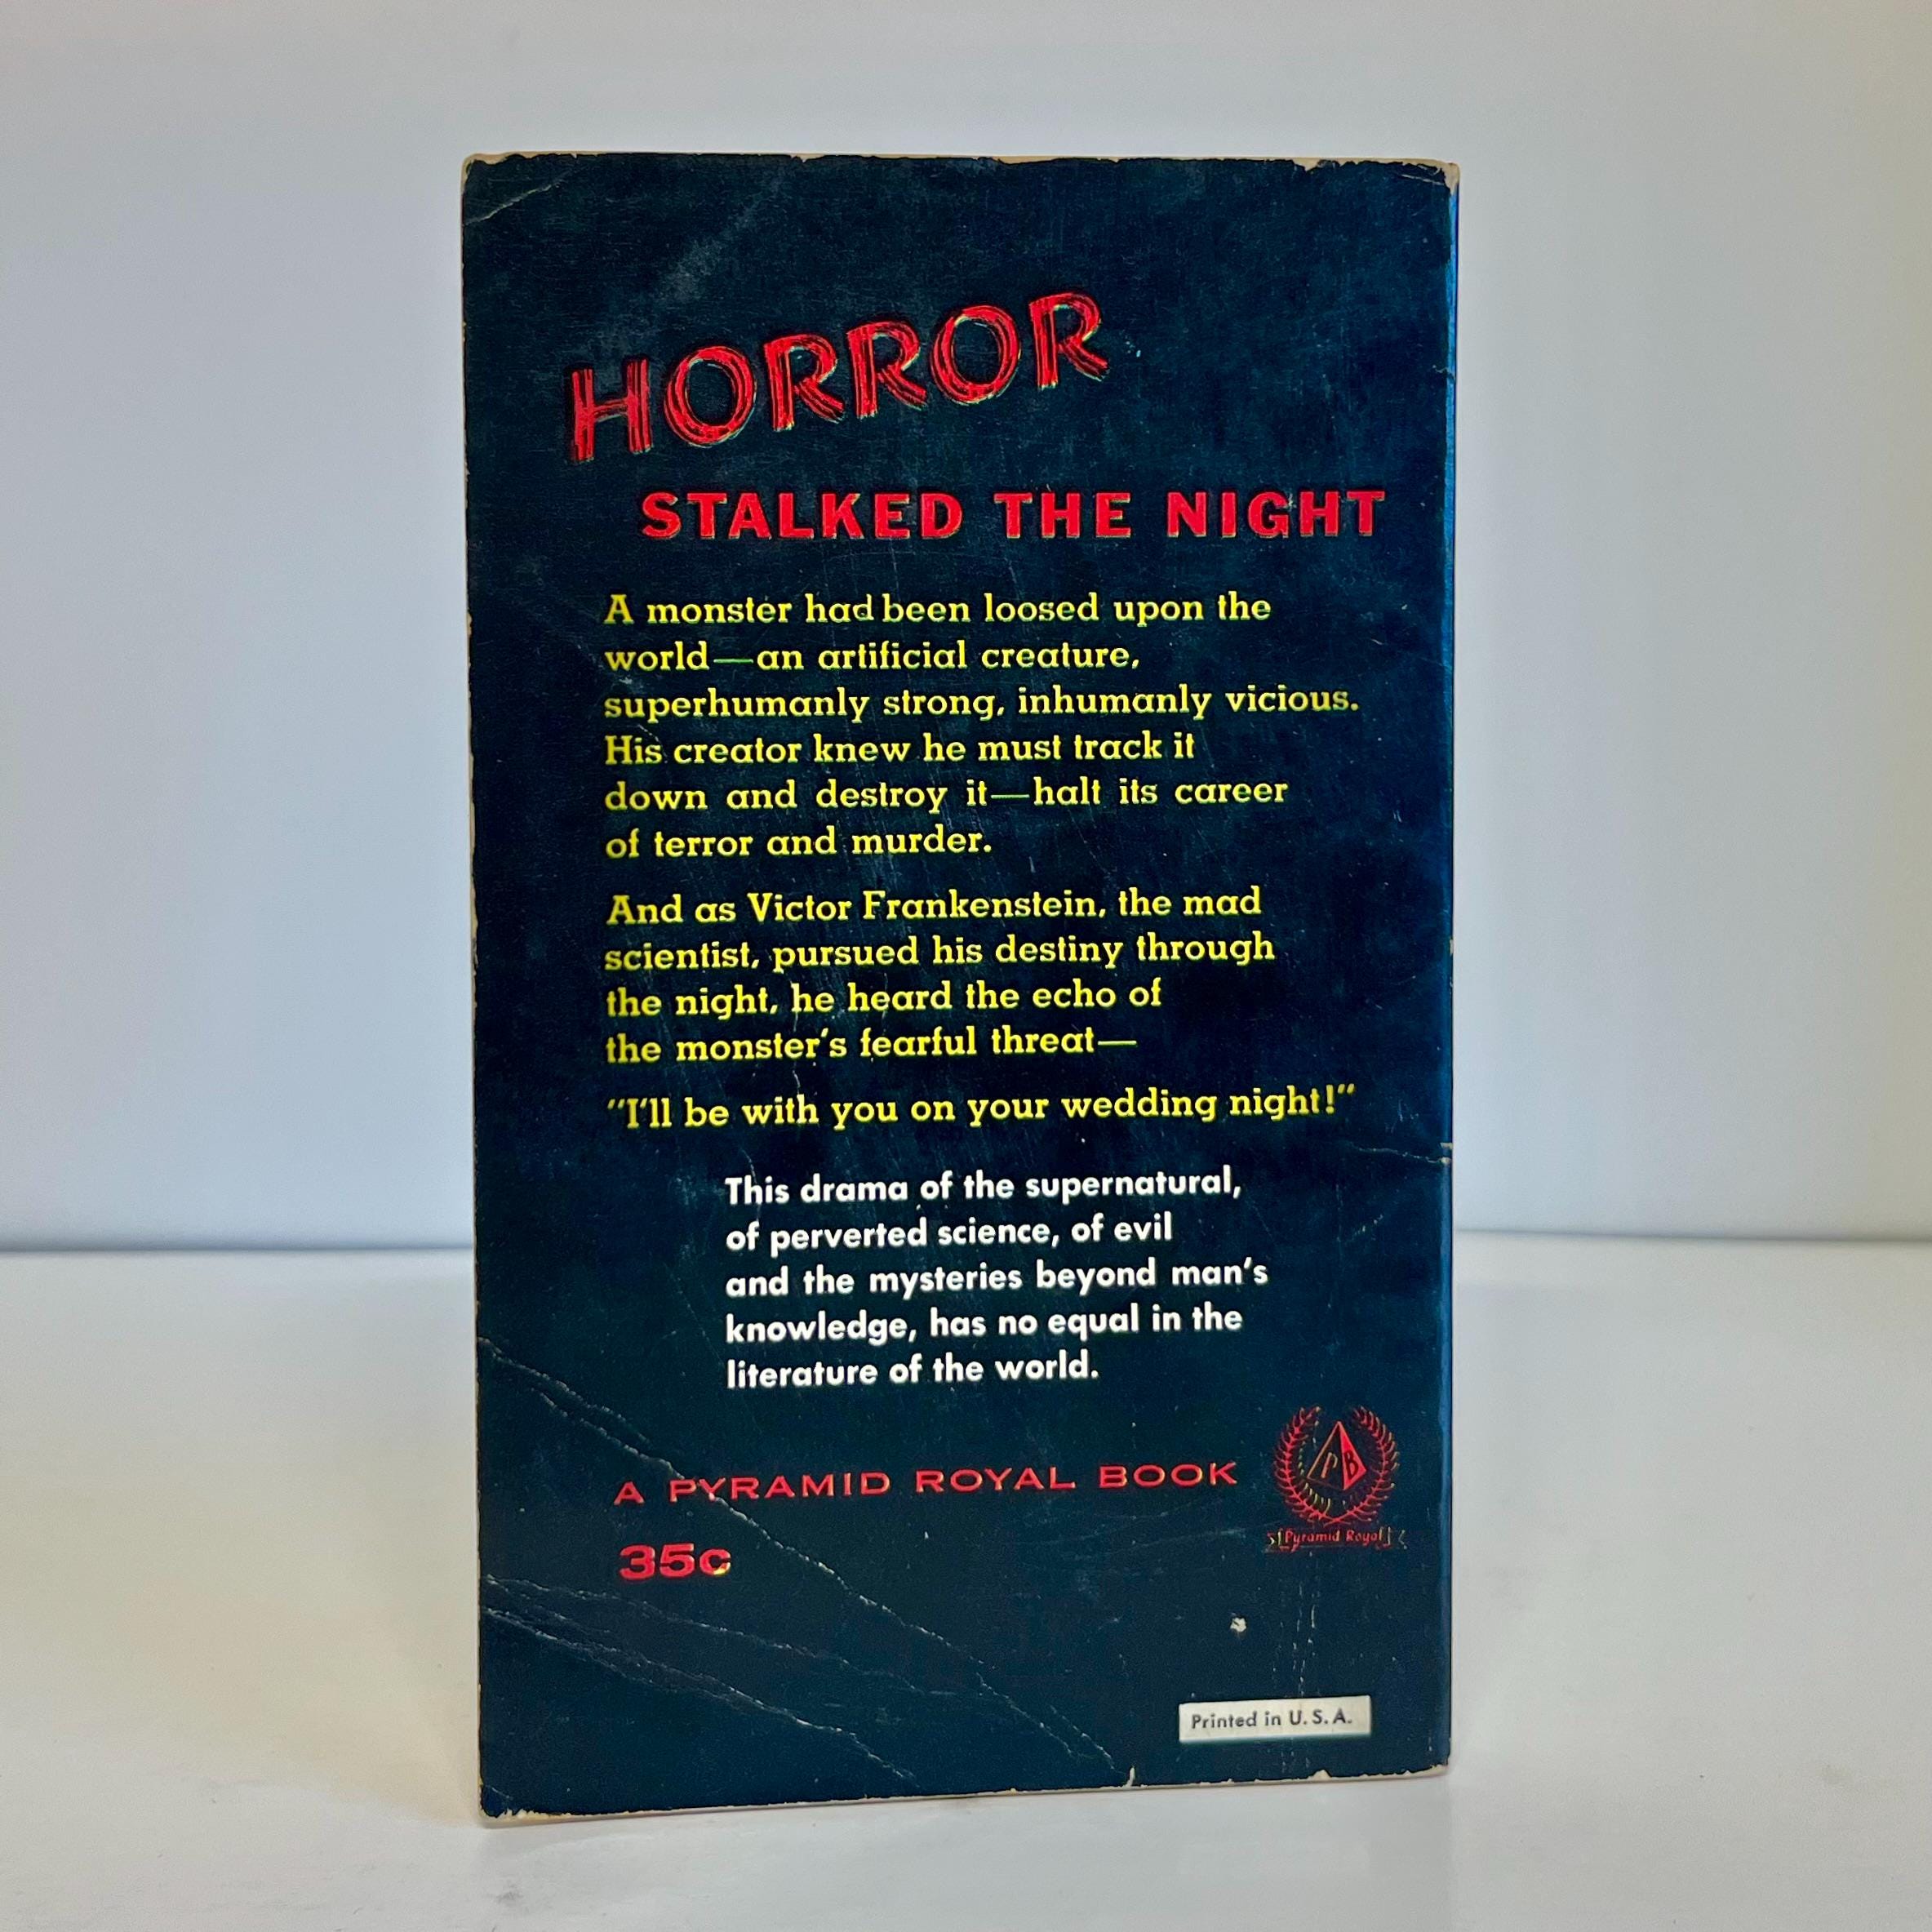 HORROR
STALKED THE NIGHT
A monster had been loosed upon the
world—an artificial creature,
superhumanly strong, inhumanly vicious.
His creator knew he must track it
down and destroy it—halt its career
of terror and murder.
And as Victor Frankenstein, the mad
scientist, pursued his destiny through
the night, he heard the echo of
the monster's fearful threat—
"I'll be with you on your wedding night!"
This drama of the supernatural,
of perverted science, of evil
and the mysteries beyond man's
knowledge, has no equal in the
literature of the world.
A PYRAMID ROYAL BOOK
PB
Pyramid Royal
35c
Printed in U.S.A.